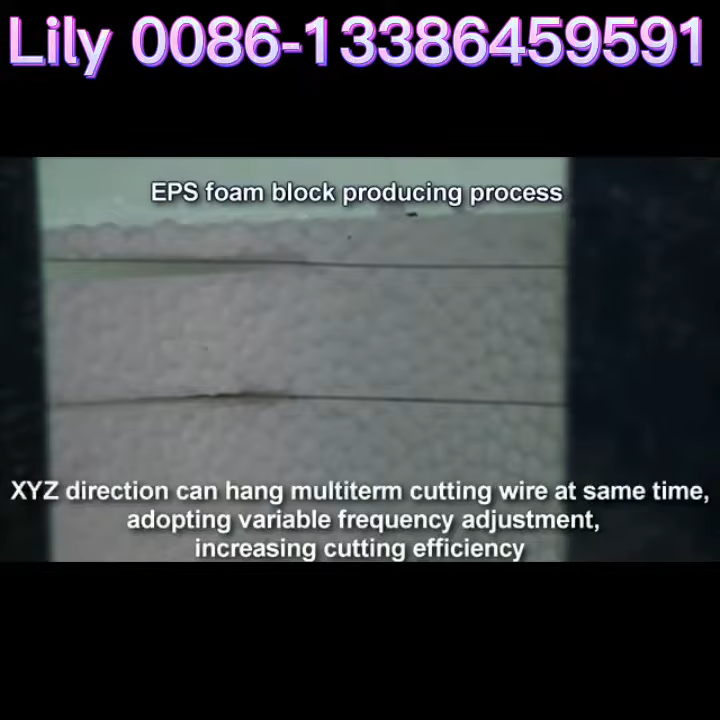 Lily 0086-13386459591
EPS foam block producing process
XYZ direction can hang multiterm cutting wire at same time,
adopting variable frequency adjustment,
increasing cutting efficiency